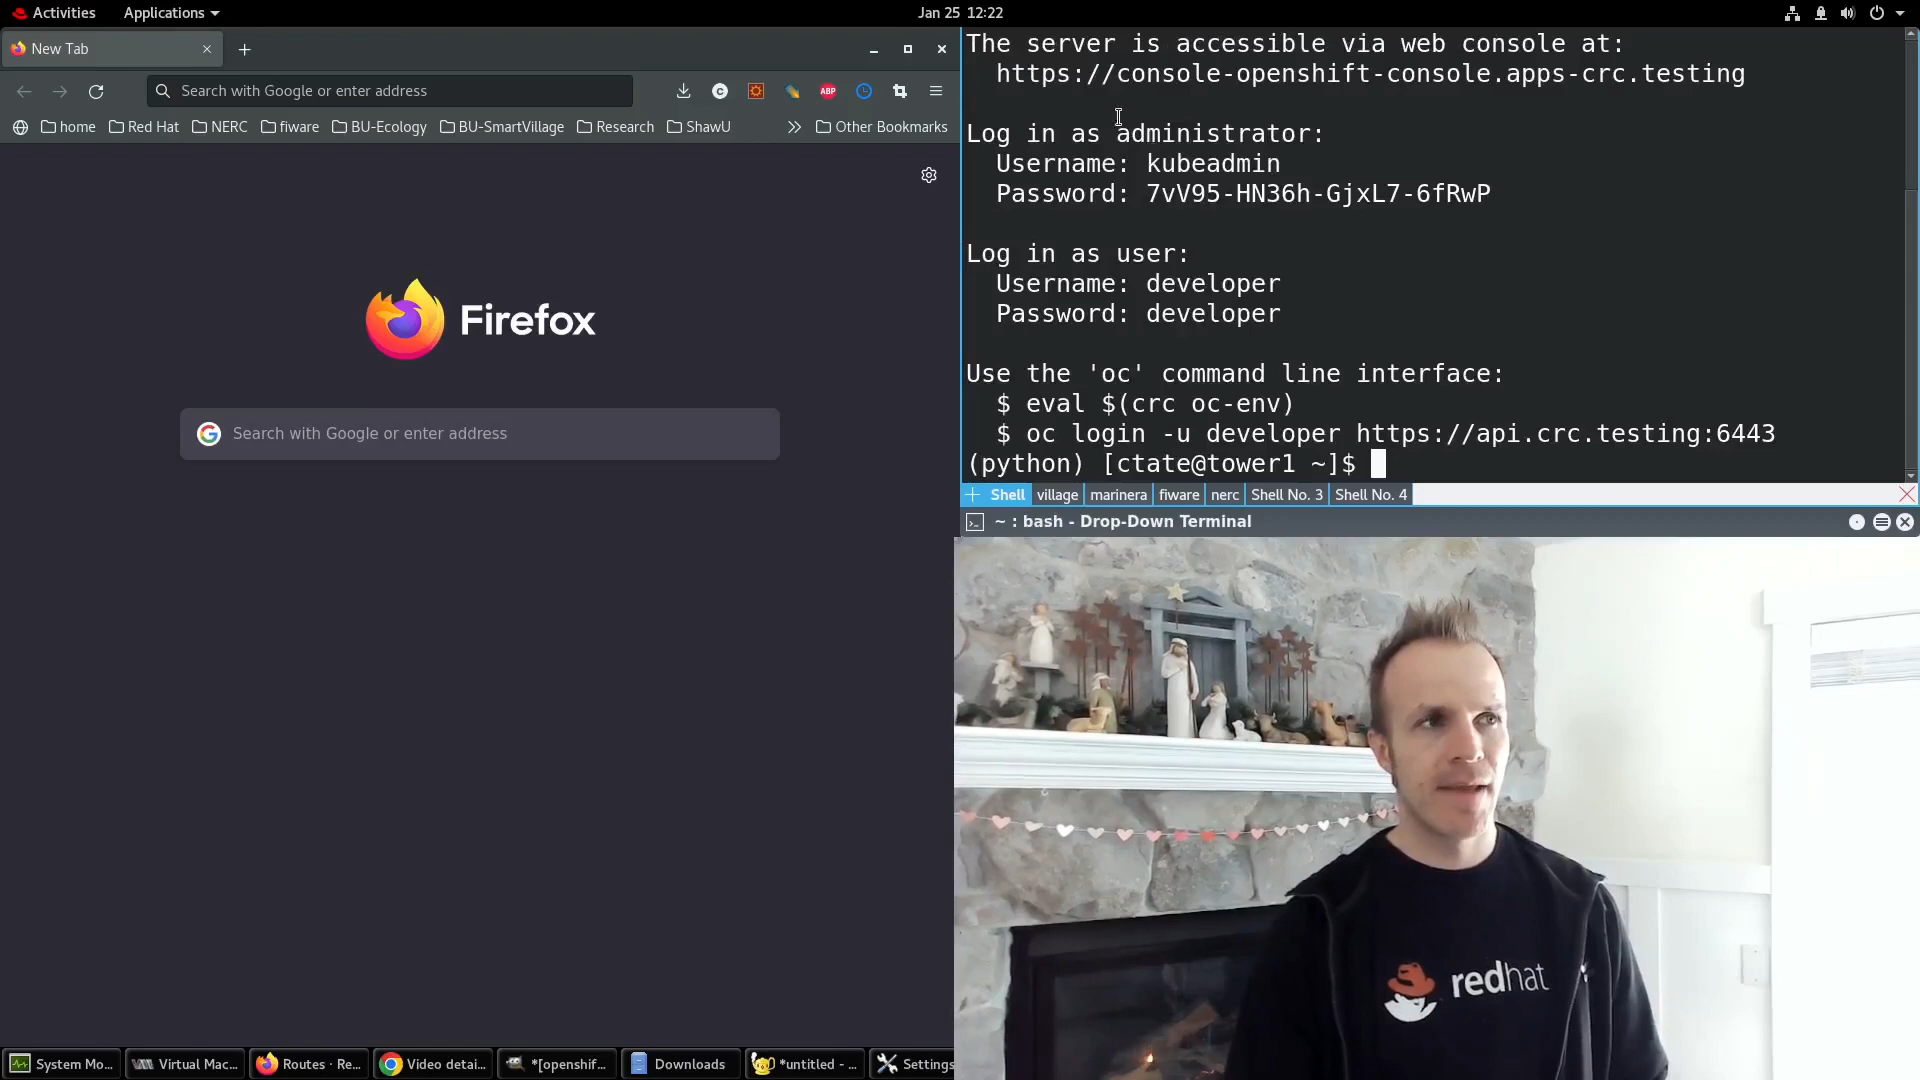 Activities
Applications
Jan 25 12:22
New Tab
Search with Google or enter address
ABP
home
Red Hat
NERC
fiware
BU-Ecology
BU-SmartVillage
Research
ShawU
Other Bookmarks
Firefox
Search with Google or enter address
The server is accessible via web console at:
https://console-openshift-console.apps-crc.testing
Log in as administrator:
Username: kubeadmin
Password: 7vV95-HN36h-GjxL7-6fRwP
Log in as user:
Username: developer
Password: developer
Use the 'oc' command line interface:
$ eval $(crc oc-env)
$ oc login -u developer https://api.crc.testing:6443
(python) [ctate@tower1 ~]$
Shell
village
marinera
fiware
nerc
Shell No. 3
Shell No. 4
~ : bash - Drop-Down Terminal
redhat
System Mo...
Virtual Mac...
Routes · Re...
Video detai...
*[openshif...
Downloads
*untitled - ...
Settings